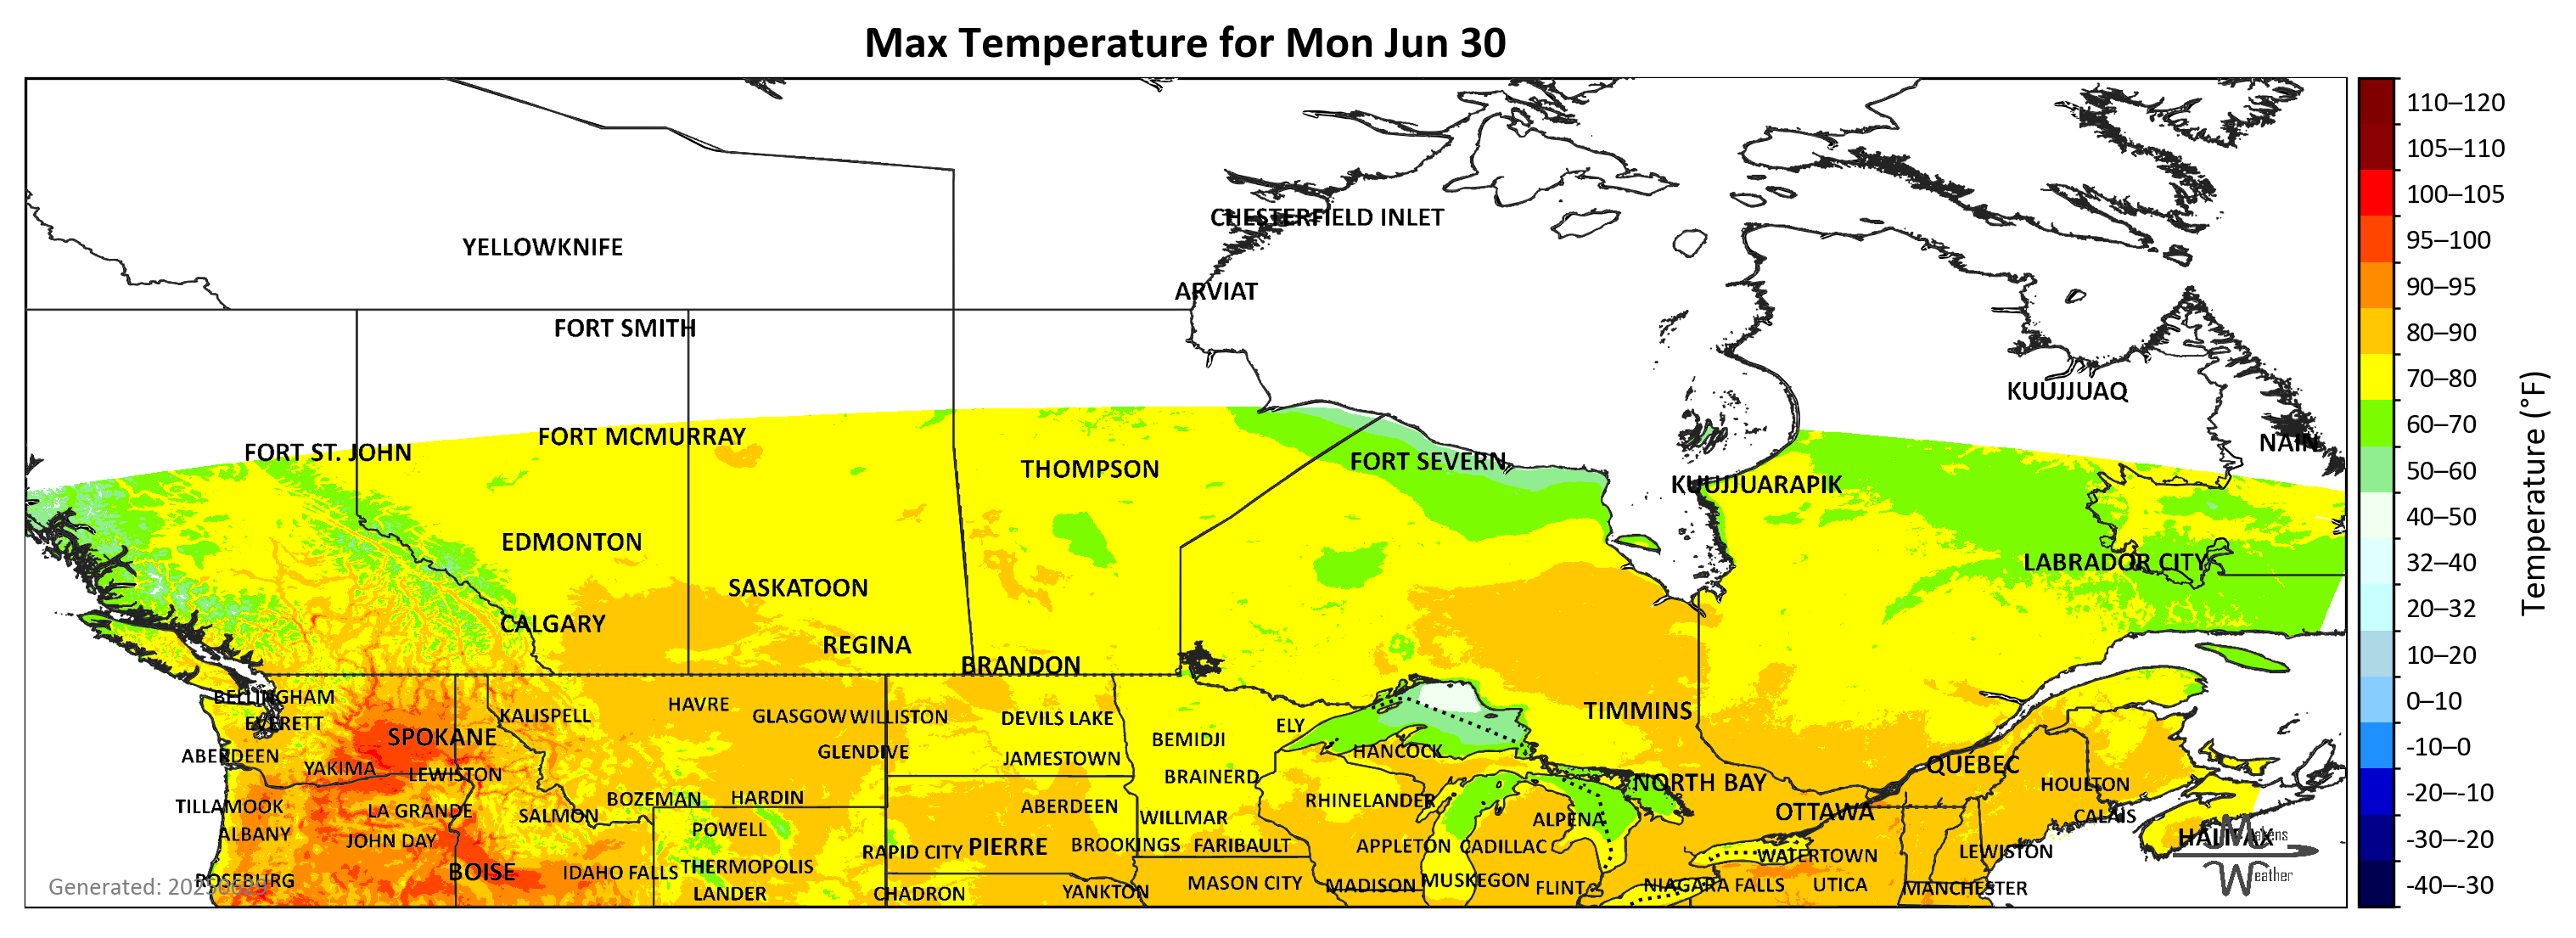 Max Temperature for Mon Jun 30
110–120
105–110
CHESTERFIELD INLET
100–105
YELLOWKNIFE
95–100
ARVIAT
90–95
FORT SMITH
80–90
70–80
KUUJJUAQ
FORT ST. JOHN
FORT MCMURRAY
60–70
NAIN
THOMPSON
FORT SEVERN
50–60
KUUJJUARAPIK
Temperature (°F)
40–50
EDMONTON
LABRADOR CITY
32–40
SASKATOON
20–32
CALGARY
REGINA
BRANDON
10–20
BELLINGHAM
HAVRE
0–10
EVERETT
KALISPELL
GLASGOW
WILLISTON
DEVILS LAKE
ELY
TIMMINS
SPOKANE
BEMIDJI
-10–0
ABERDEEN
GLENDIVE
JAMESTOWN
HANCOCK
QUÉBEC
YAKIMA
LEWISTON
BRAINERD
NORTH BAY
HOULTON
-20–-10
TILLAMOOK
LA GRANDE
SALMON
BOZEMAN
HARDIN
ABERDEEN
WILLMAR
RHINELANDER
ALPENA
OTTAWA
CALAIS
ALBANY
JOHN DAY
POWELL
RAPID CITY
PIERRE
BROOKINGS
FARIBAULT
APPLETON
CADILLAC
WATERTOWN
LEWISTON
HALIFAX
Makens
Weather
-30–-20
ROSEBURG
BOISE
IDAHO FALLS
THERMOPOLIS
LANDER
CHADRON
YANKTON
MASON CITY
MADISON
MUSKEGON
FLINT
NIAGARA FALLS
UTICA
MANCHESTER
-40–-30
Generated: 20250629